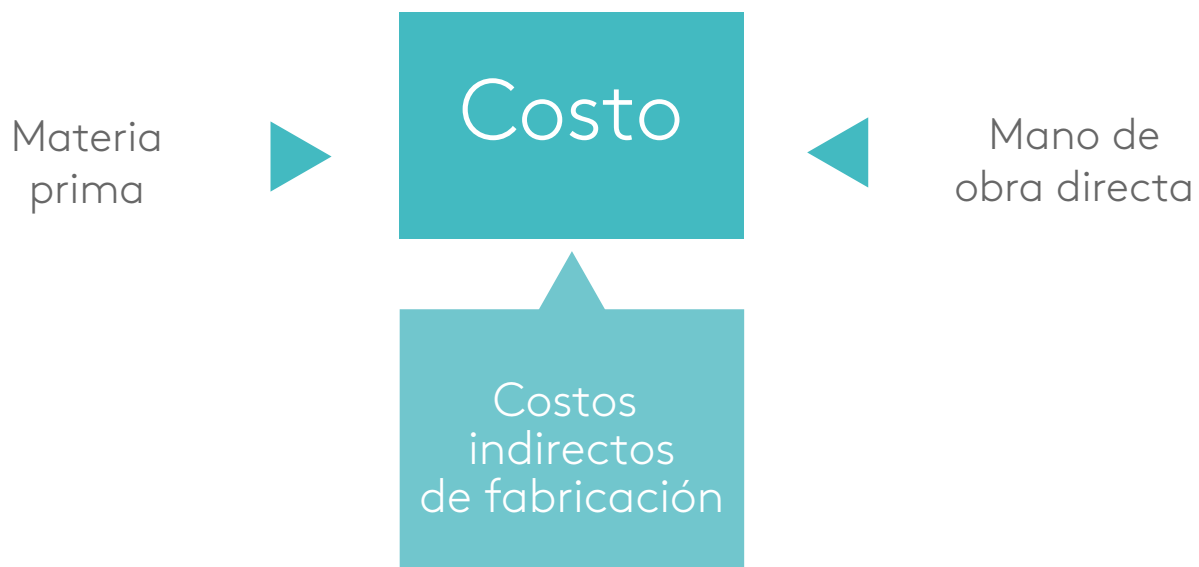 Costo
Materia
prima
Mano de
obra directa
Costos
indirectos
de fabricación